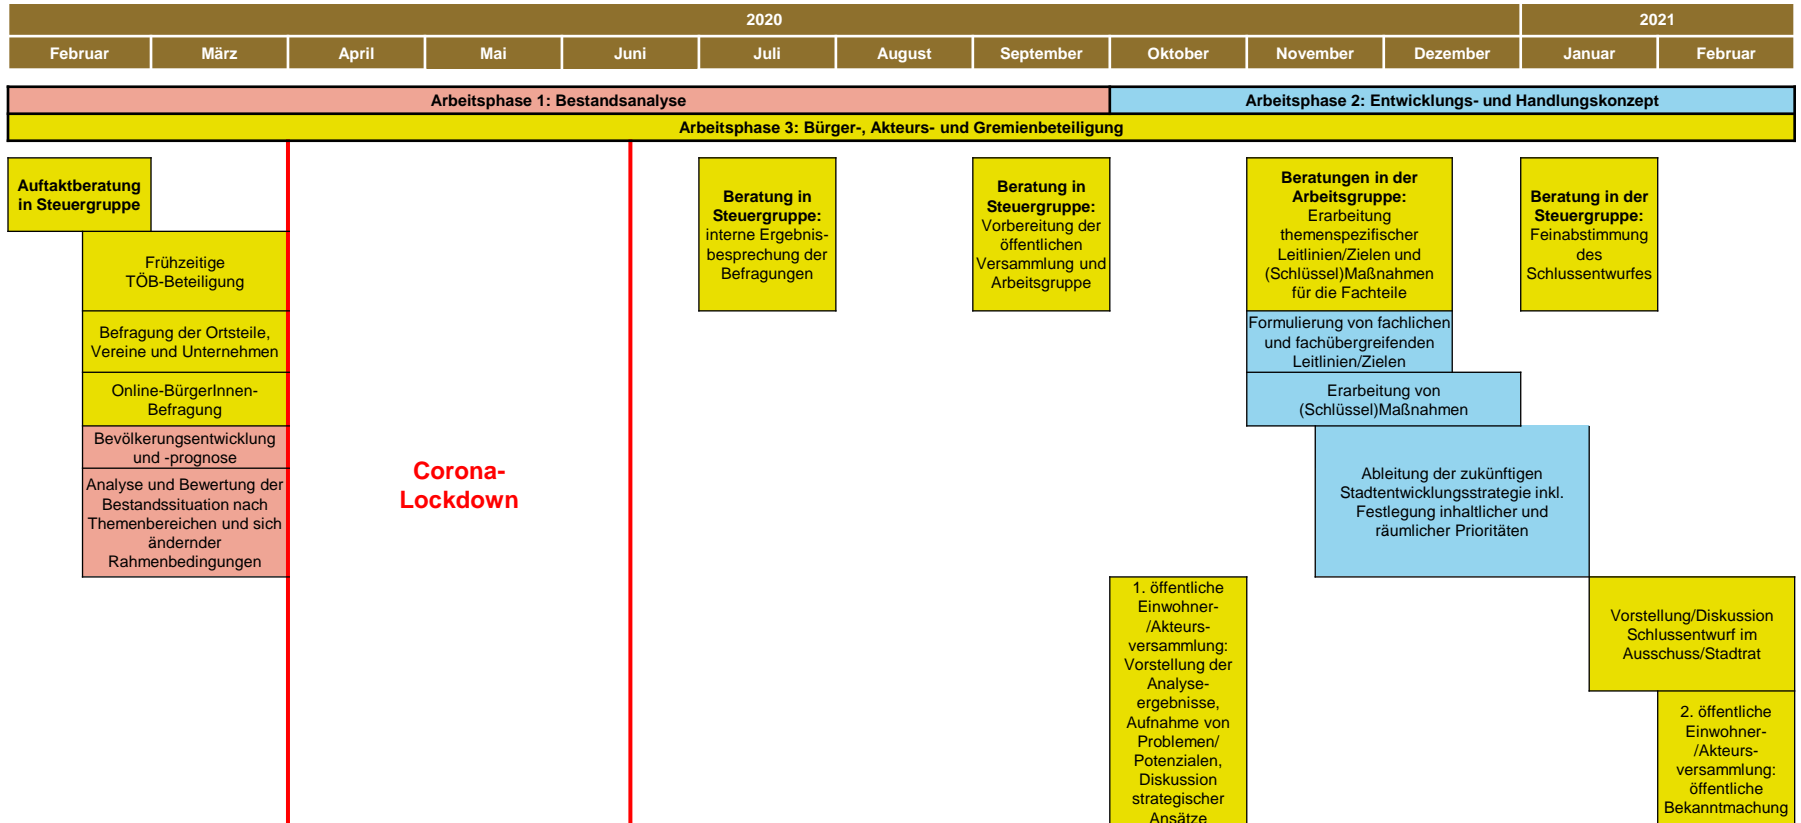 2020
2021
Februar
März
April
Mai
Juni
Juli
August
September
Oktober
November
Dezember
Januar
Februar
Arbeitsphase 1: Bestandsanalyse
Arbeitsphase 2: Entwicklungs- und Handlungskonzept
Arbeitsphase 3: Bürger-, Akteurs- und Gremienbeteiligung
Auftaktberatung
in Steuergruppe
Frühzeitige
TÖB-Beteiligung
Befragung der Ortsteile,
Vereine und Unternehmen
Online-BürgerInnen-
Befragung
Bevölkerungsentwicklung
und -prognose
Analyse und Bewertung der
Bestandssituation nach
Themenbereichen und sich
ändernder
Rahmenbedingungen
Corona-
Lockdown
Beratung in
Steuergruppe:
interne Ergebnis-
besprechung der
Befragungen
Beratung in
Steuergruppe:
Vorbereitung der
öffentlichen
Versammlung und
Arbeitsgruppe
1. öffentliche
Einwohner-
/Akteurs-
versammlung:
Vorstellung der
Analyse-
ergebnisse,
Aufnahme von
Problemen/
Potenzialen,
Diskussion
strategischer
Ansätze
Beratungen in der
Arbeitsgruppe:
Erarbeitung
themenspezifischer
Leitlinien/Zielen und
(Schlüssel)Maßnahmen
für die Fachteile
Formulierung von fachlichen
und fachübergreifenden
Leitlinien/Zielen
Erarbeitung von
(Schlüssel)Maßnahmen
Ableitung der zukünftigen
Stadtentwicklungsstrategie inkl.
Festlegung inhaltlicher und
räumlicher Prioritäten
Beratung in der
Steuergruppe:
Feinabstimmung
des
Schlussentwurfes
Vorstellung/Diskussion
Schlussentwurf im
Ausschuss/Stadtrat
2. öffentliche
Einwohner-
/Akteurs-
versammlung:
öffentliche
Bekanntmachung